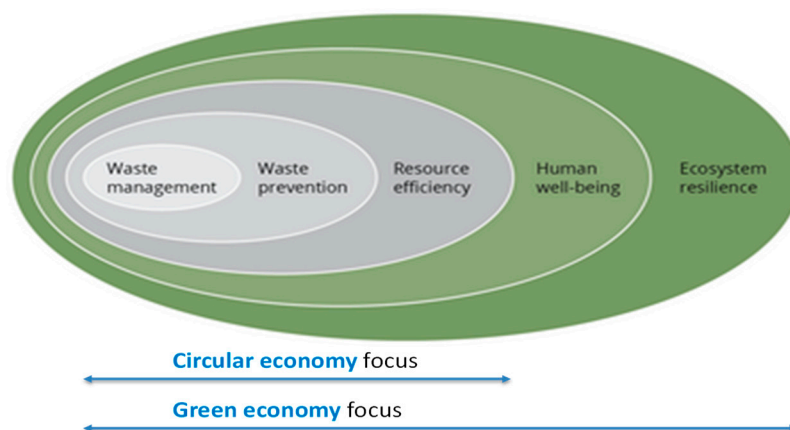 Waste
management
Waste
prevention
Resource
efficiency
Human
well-being
Ecosystem
resilience
Circular economy focus
Green economy focus